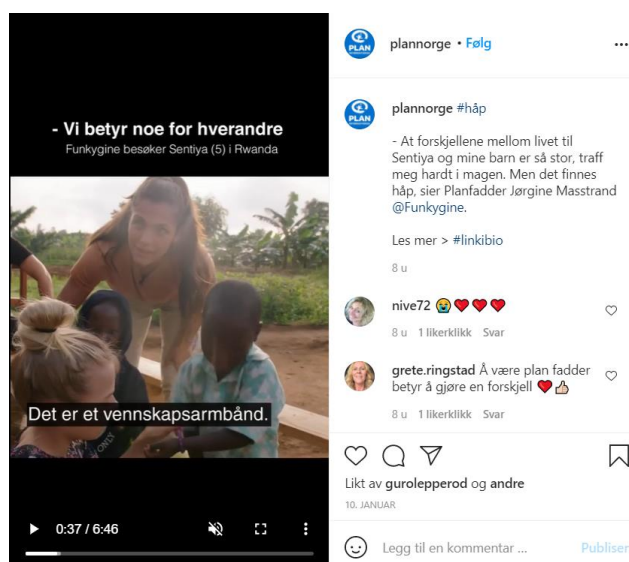 - Vi betyr noe for hverandre
Funkygine besøker Sentiya (5) i Rwanda
Det er et vennskapsarmbånd.
0:37 / 6:46
PLAN
plannorge • Følg
PLAN
plannorge #håp
- At forskjellene mellom livet til
Sentiya og mine barn er så stor, traff
meg hardt i magen. Men det finnes
håp, sier Planfadder Jørgine Masstrand
@Funkygine.
Les mer > #linkibio
8 u
nive72 😭❤️❤️❤️
8 u 1 likerklikk Svar
grete.ringstad Å være plan fadder
betyr å gjøre en forskjell ❤️👍🏻
8 u 1 likerklikk Svar
Likt av gurolepperod og andre
10. JANUAR
Legg til en kommentar ... Publiser